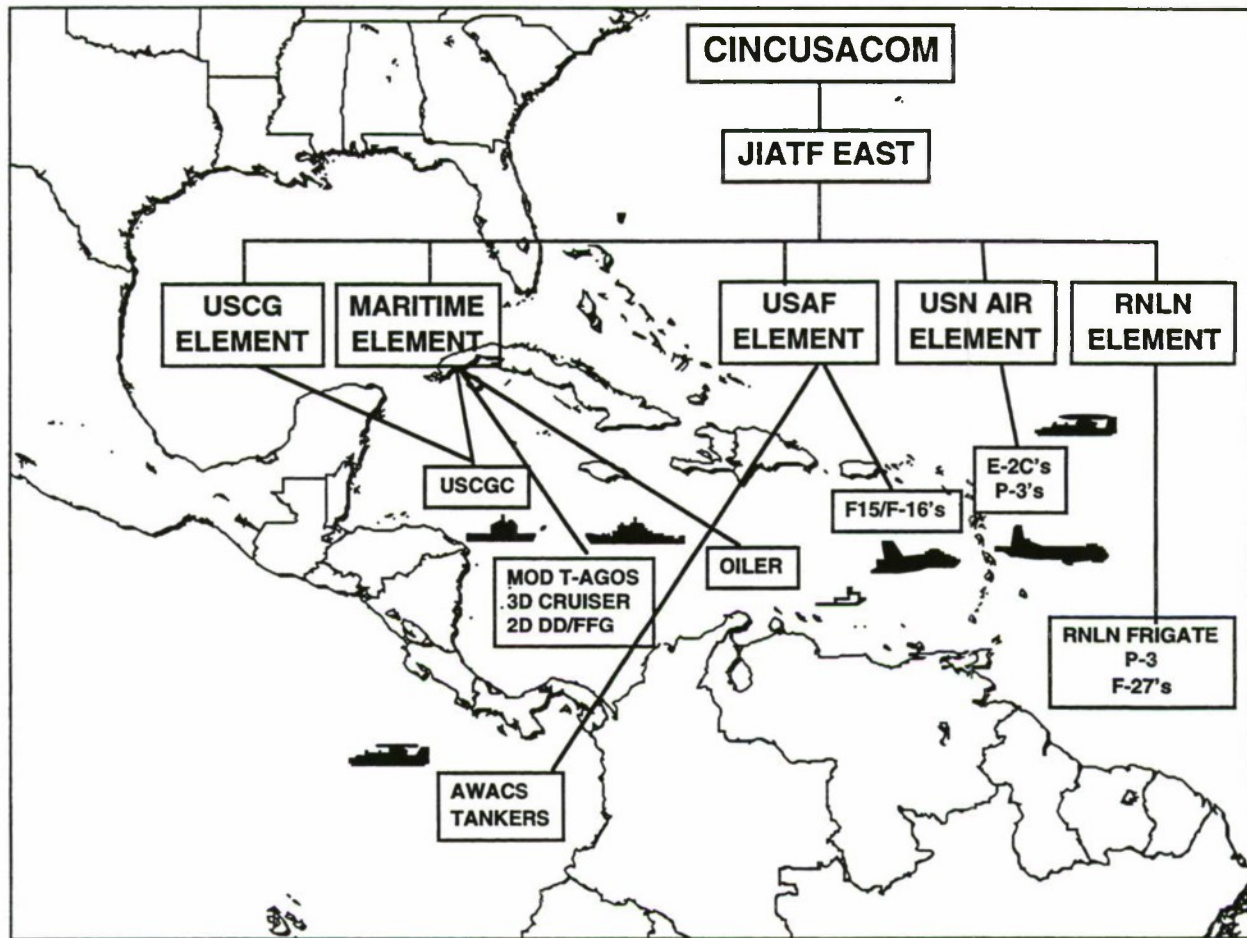 CINCUSACOM
JIATF EAST
USCG
ELEMENT
MARITIME
ELEMENT
USAF
ELEMENT
USN AIR
ELEMENT
RNLN
ELEMENT
USCGC
MOD T-AGOS
3D CRUISER
2D DD/FFG
OILER
F15/F-16's
E-2C's
P-3's
RNLN FRIGATE
P-3
F-27's
AWACS
TANKERS